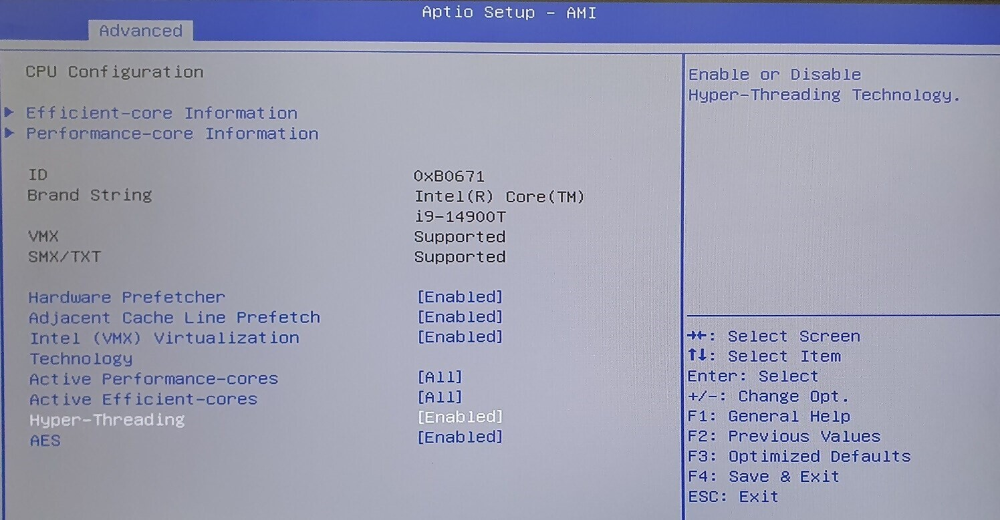 Aptio Setup - AMI
Advanced
CPU Configuration
Efficient-core Information
Performance-core Information
ID 0xB0671
Brand String Intel(R) Core(TM)
i9-14900T
VMX Supported
SMX/TXT Supported
Hardware Prefetcher [Enabled]
Adjacent Cache Line Prefetch [Enabled]
Intel (VMX) Virtualization [Enabled]
Technology
Active Performance-cores [All]
Active Efficient-cores [All]
Hyper-Threading [Enabled]
AES [Enabled]
Enable or Disable
Hyper-Threading Technology.
→←: Select Screen
↑↓: Select Item
Enter: Select
+/-: Change Opt.
F1: General Help
F2: Previous Values
F3: Optimized Defaults
F4: Save & Exit
ESC: Exit